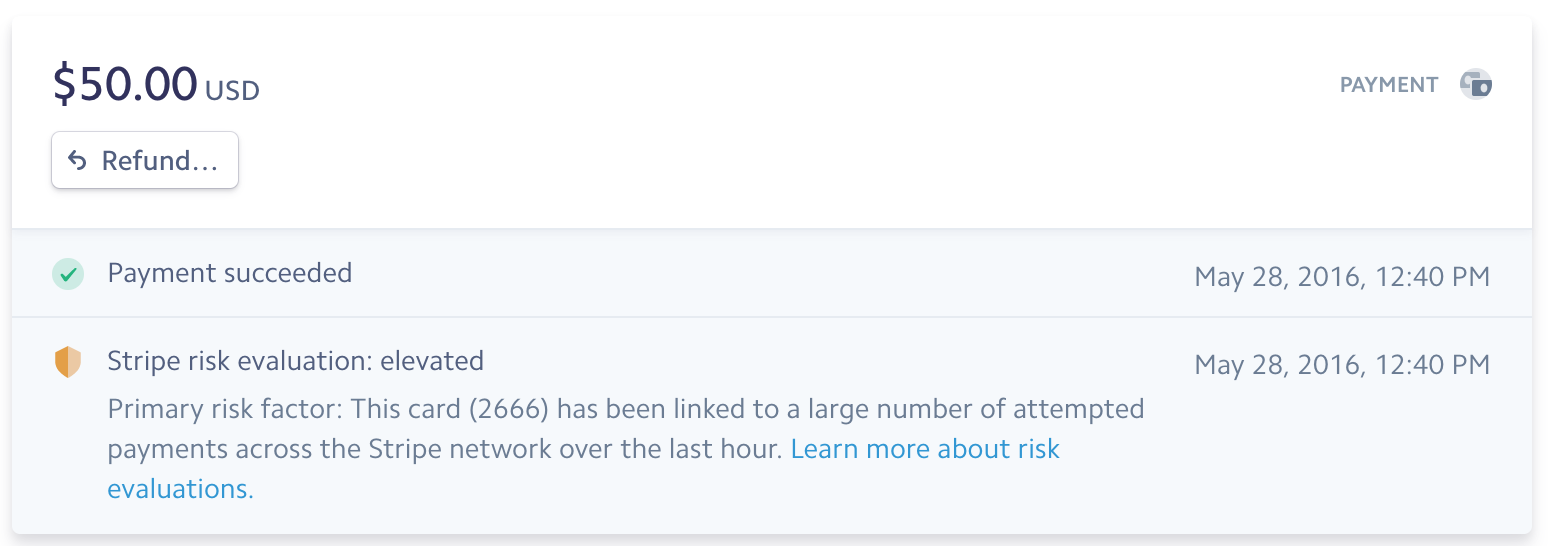 $50.00 USD
PAYMENT
Refund...
Payment succeeded
May 28, 2016, 12:40 PM
Stripe risk evaluation: elevated
May 28, 2016, 12:40 PM
Primary risk factor: This card (2666) has been linked to a large number of attempted
payments across the Stripe network over the last hour. Learn more about risk
evaluations.